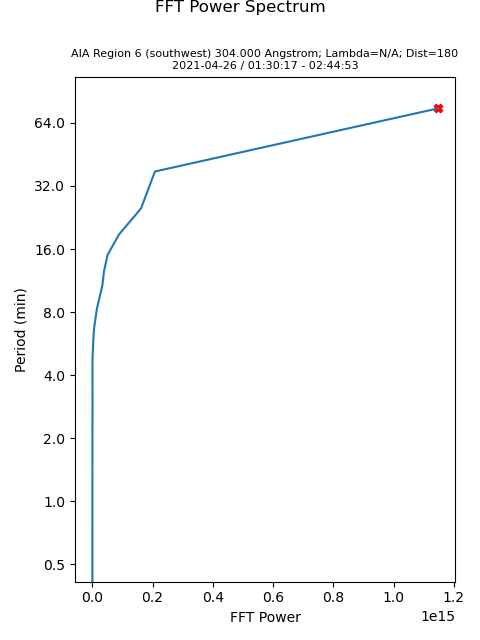 FFT Power Spectrum
AIA Region 6 (southwest) 304.000 Angstrom; Lambda=N/A; Dist=180
2021-04-26 / 01:30:17 - 02:44:53
64.0
32.0
16.0
8.0
4.0
2.0
1.0
0.5
Period (min)
0.0 0.2 0.4 0.6 0.8 1.0 1.2
1e15
FFT Power